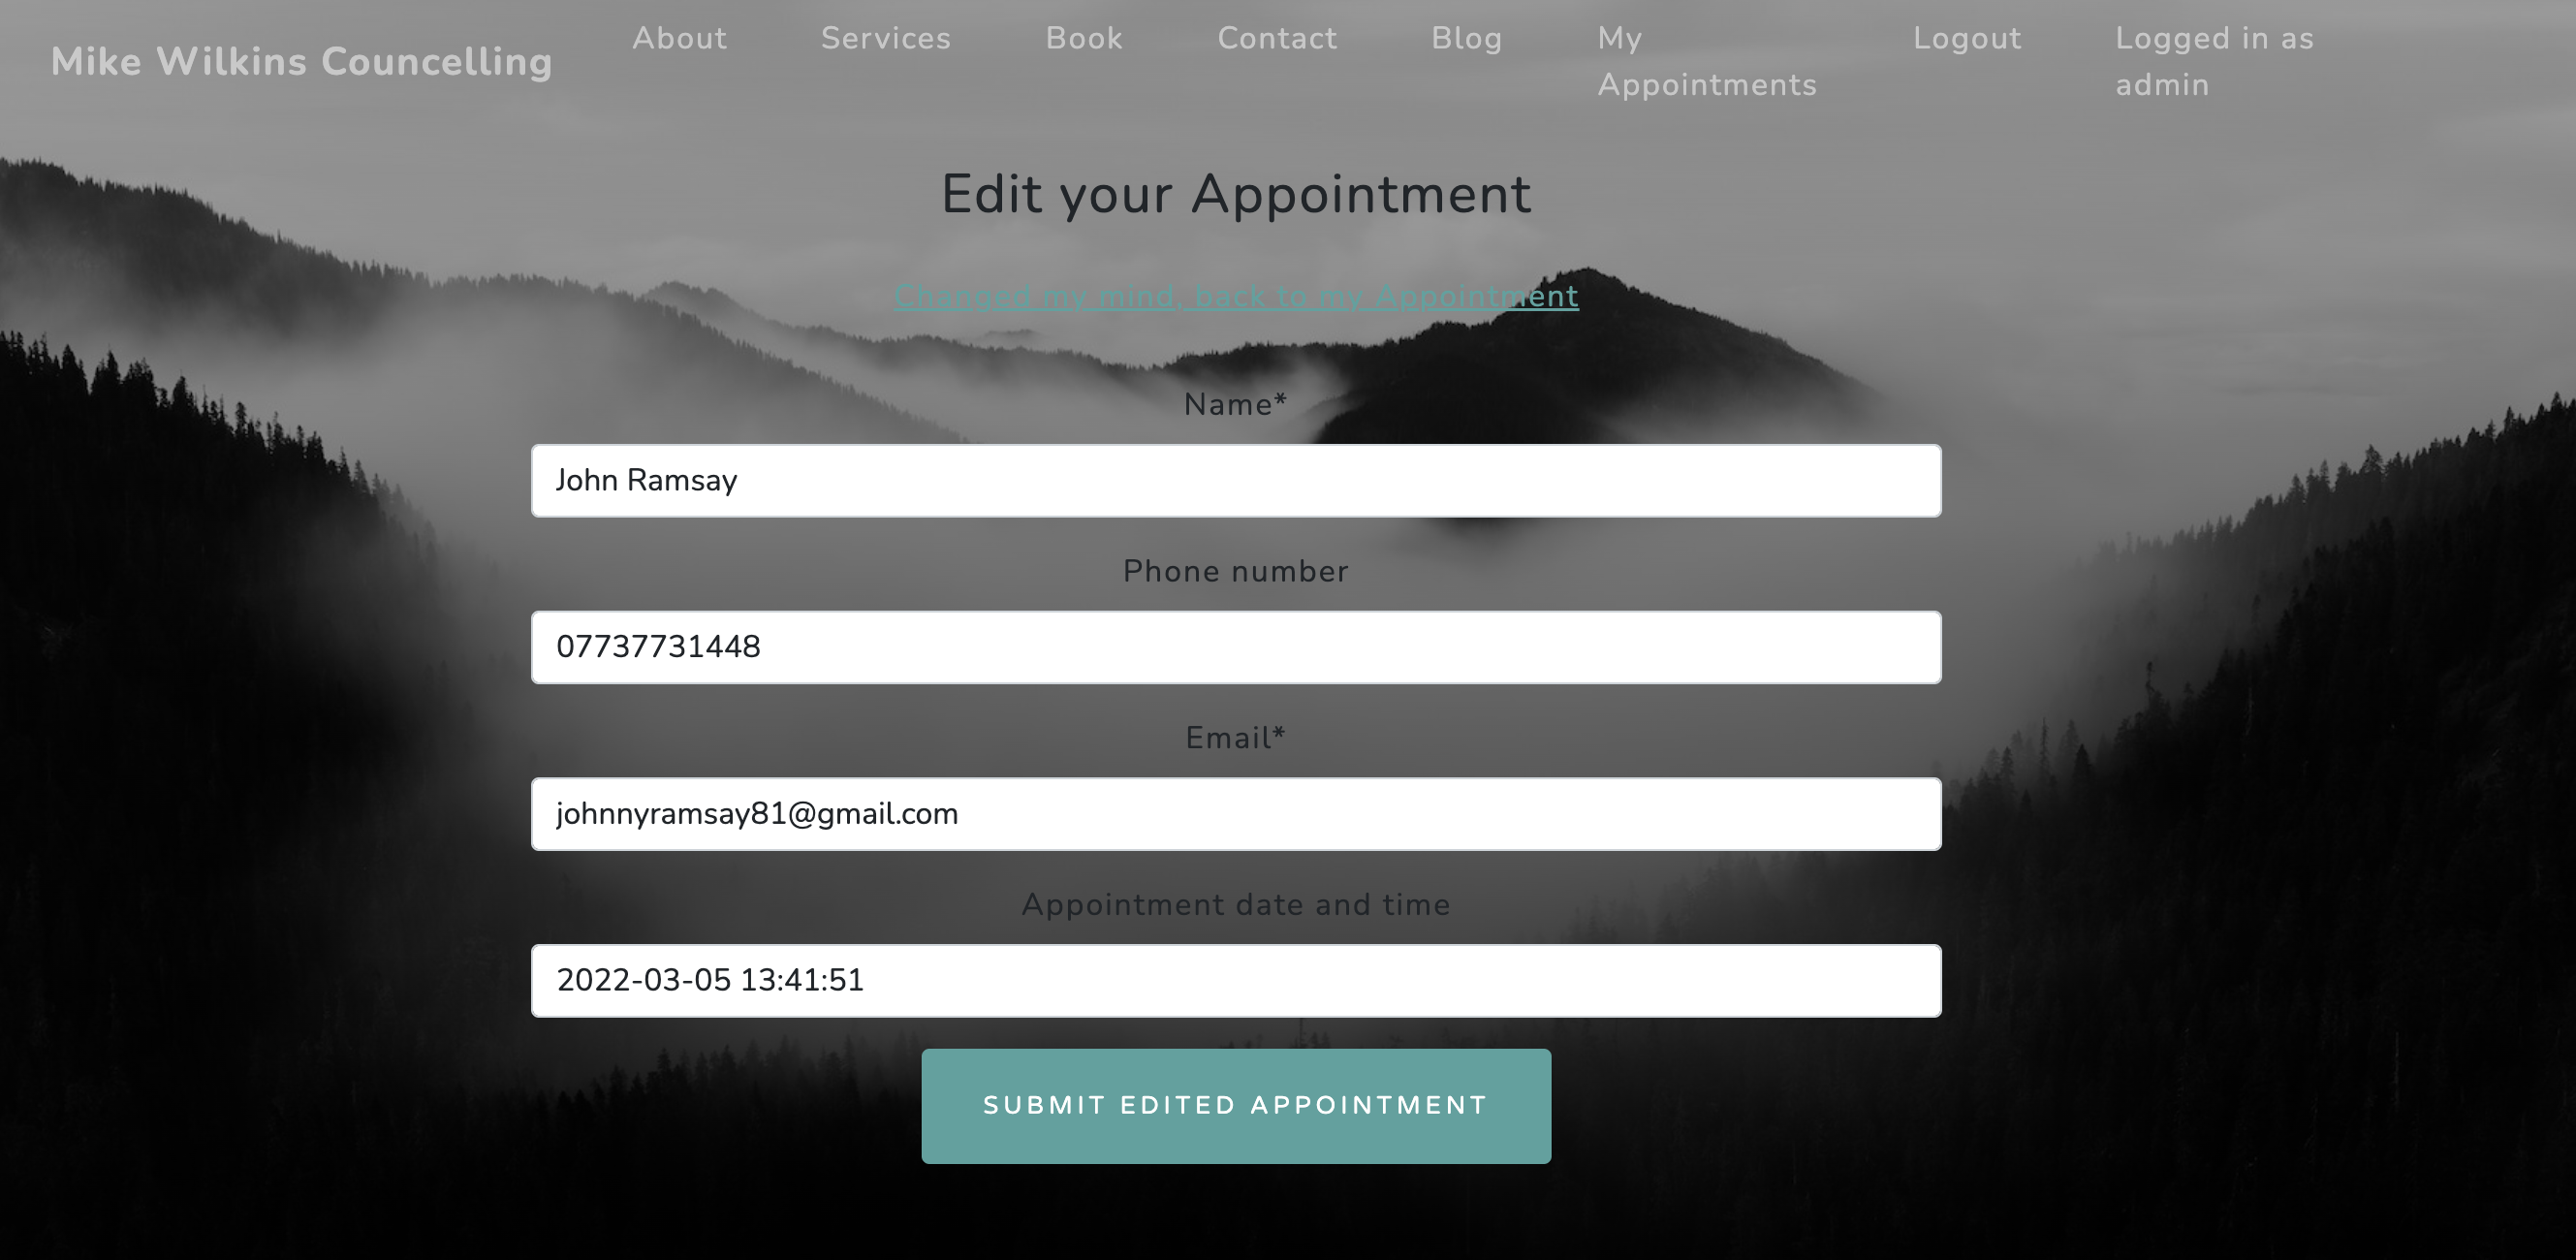 Mike Wilkins Councelling
About
Services
Book
Contact
Blog
My
Appointments
Logout
Logged in as
admin
Edit your Appointment
Changed my mind, back to my Appointment
Name*
John Ramsay
Phone number
07737731448
Email*
johnnyramsay81@gmail.com
Appointment date and time
2022-03-05 13:41:51
SUBMIT EDITED APPOINTMENT